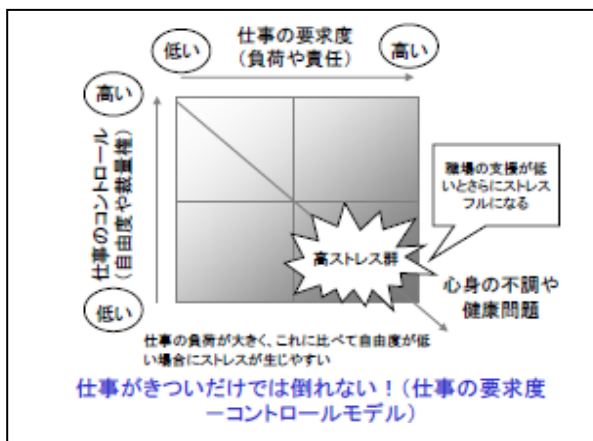 仕事の要求度
（負荷や責任）
低い
高い
高い
仕事のコントロール
（自由度や裁量権）
低い
職場の支援が低
いとさらにストレス
フルになる
高ストレス群
心身の不調や
健康問題
仕事の負荷が大きく、これに比べて自由度が低
い場合にストレスが生じやすい
仕事がきついだけでは倒れない！（仕事の要求度
－コントロールモデル）